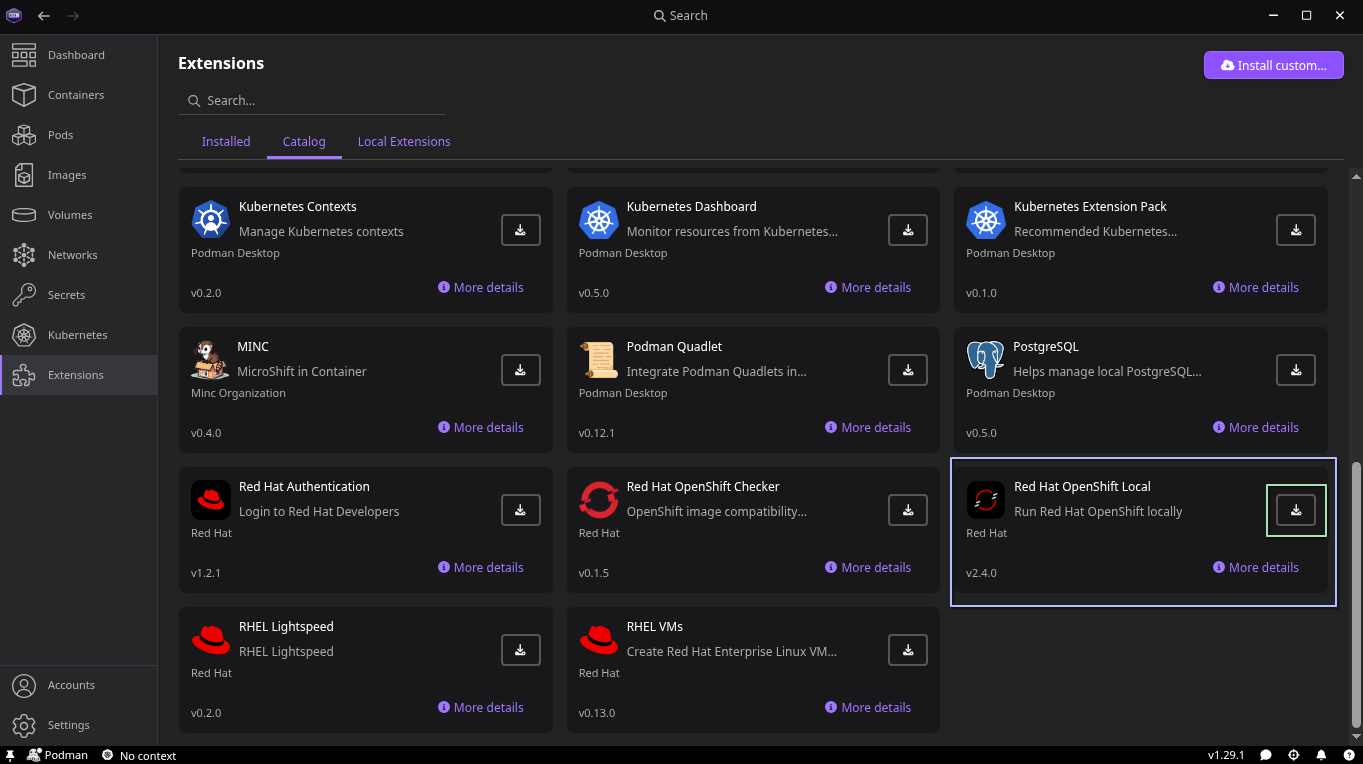 Search
Dashboard
Containers
Pods
Images
Volumes
Networks
Secrets
Kubernetes
Extensions
Accounts
Settings
Extensions
Install custom...
Search...
Installed
Catalog
Local Extensions
Kubernetes Contexts
Manage Kubernetes contexts
Podman Desktop
v0.2.0
More details
Kubernetes Dashboard
Monitor resources from Kubernetes...
Podman Desktop
v0.5.0
More details
Kubernetes Extension Pack
Recommended Kubernetes...
Podman Desktop
v0.1.0
More details
MINC
MicroShift in Container
Minc Organization
v0.4.0
More details
Podman Quadlet
Integrate Podman Quadlets in...
Podman Desktop
v0.12.1
More details
PostgreSQL
Helps manage local PostgreSQL...
Podman Desktop
v0.5.0
More details
Red Hat Authentication
Login to Red Hat Developers
Red Hat
v1.2.1
More details
Red Hat OpenShift Checker
OpenShift image compatibility...
Red Hat
v0.1.5
More details
Red Hat OpenShift Local
Run Red Hat OpenShift locally
Red Hat
v2.4.0
More details
RHEL Lightspeed
RHEL Lightspeed
Red Hat
v0.2.0
More details
RHEL VMs
Create Red Hat Enterprise Linux VM...
Red Hat
v0.13.0
More details
Podman
No context
v1.29.1